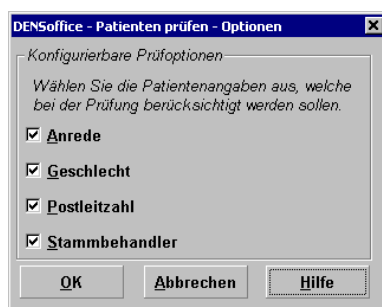 DENSoffice - Patienten prüfen - Optionen
Konfigurierbare Prüfoptionen
Wählen Sie die Patientenangaben aus, welche
bei der Prüfung berücksichtigt werden sollen.
Anrede
Geschlecht
Postleitzahl
Stammbehandler
OK Abbrechen Hilfe